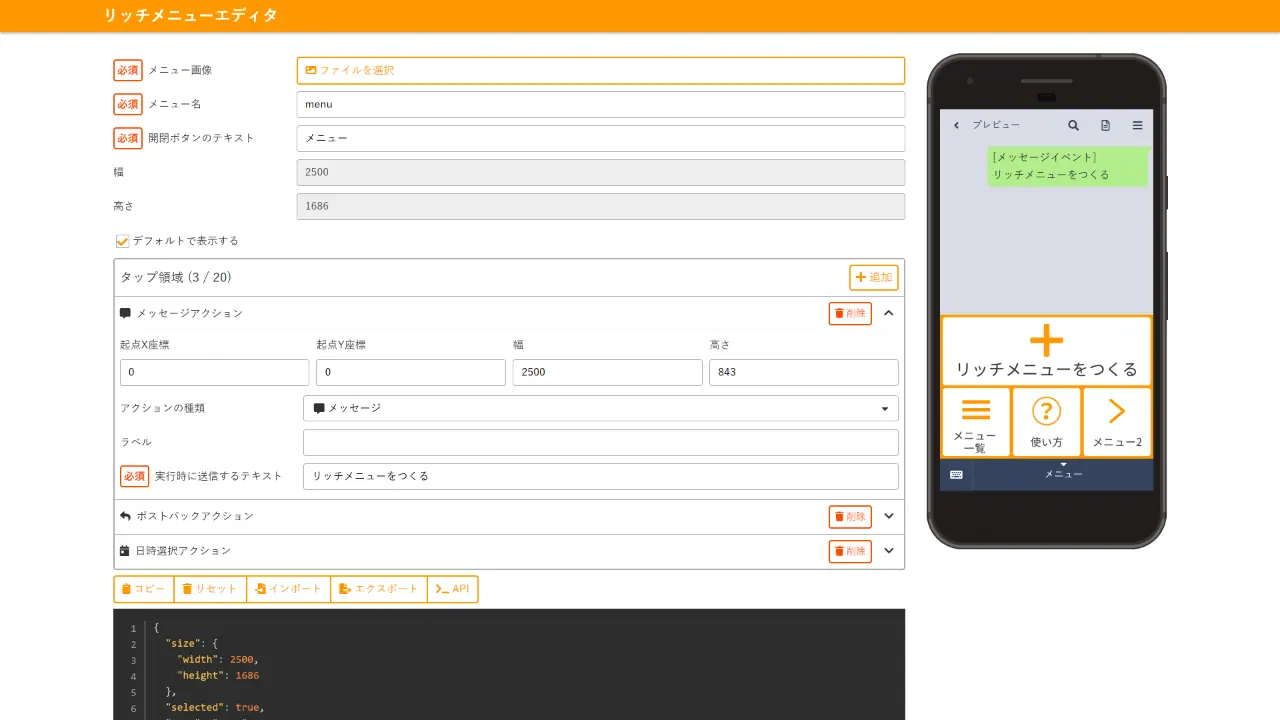 リッチメニューエディタ
必須 メニュー画像
ファイルを選択
必須 メニュー名
menu
必須 開閉ボタンのテキスト
メニュー
幅
2500
高さ
1686
デフォルトで表示する
タップ領域 (3 / 20)
追加
メッセージアクション
削除
起点X座標 起点Y座標 幅 高さ
0 0 2500 843
アクションの種類
メッセージ
ラベル
必須 実行時に送信するテキスト
リッチメニューをつくる
ポストバックアクション
削除
日時選択アクション
削除
コピー リセット インポート エクスポート API
1 {
2 "size": {
3 "width": 2500,
4 "height": 1686
5 },
6 "selected": true,
プレビュー
[メッセージイベント]
リッチメニューをつくる
リッチメニューをつくる
メニュー
一覧
使い方
メニュー2
メニュー